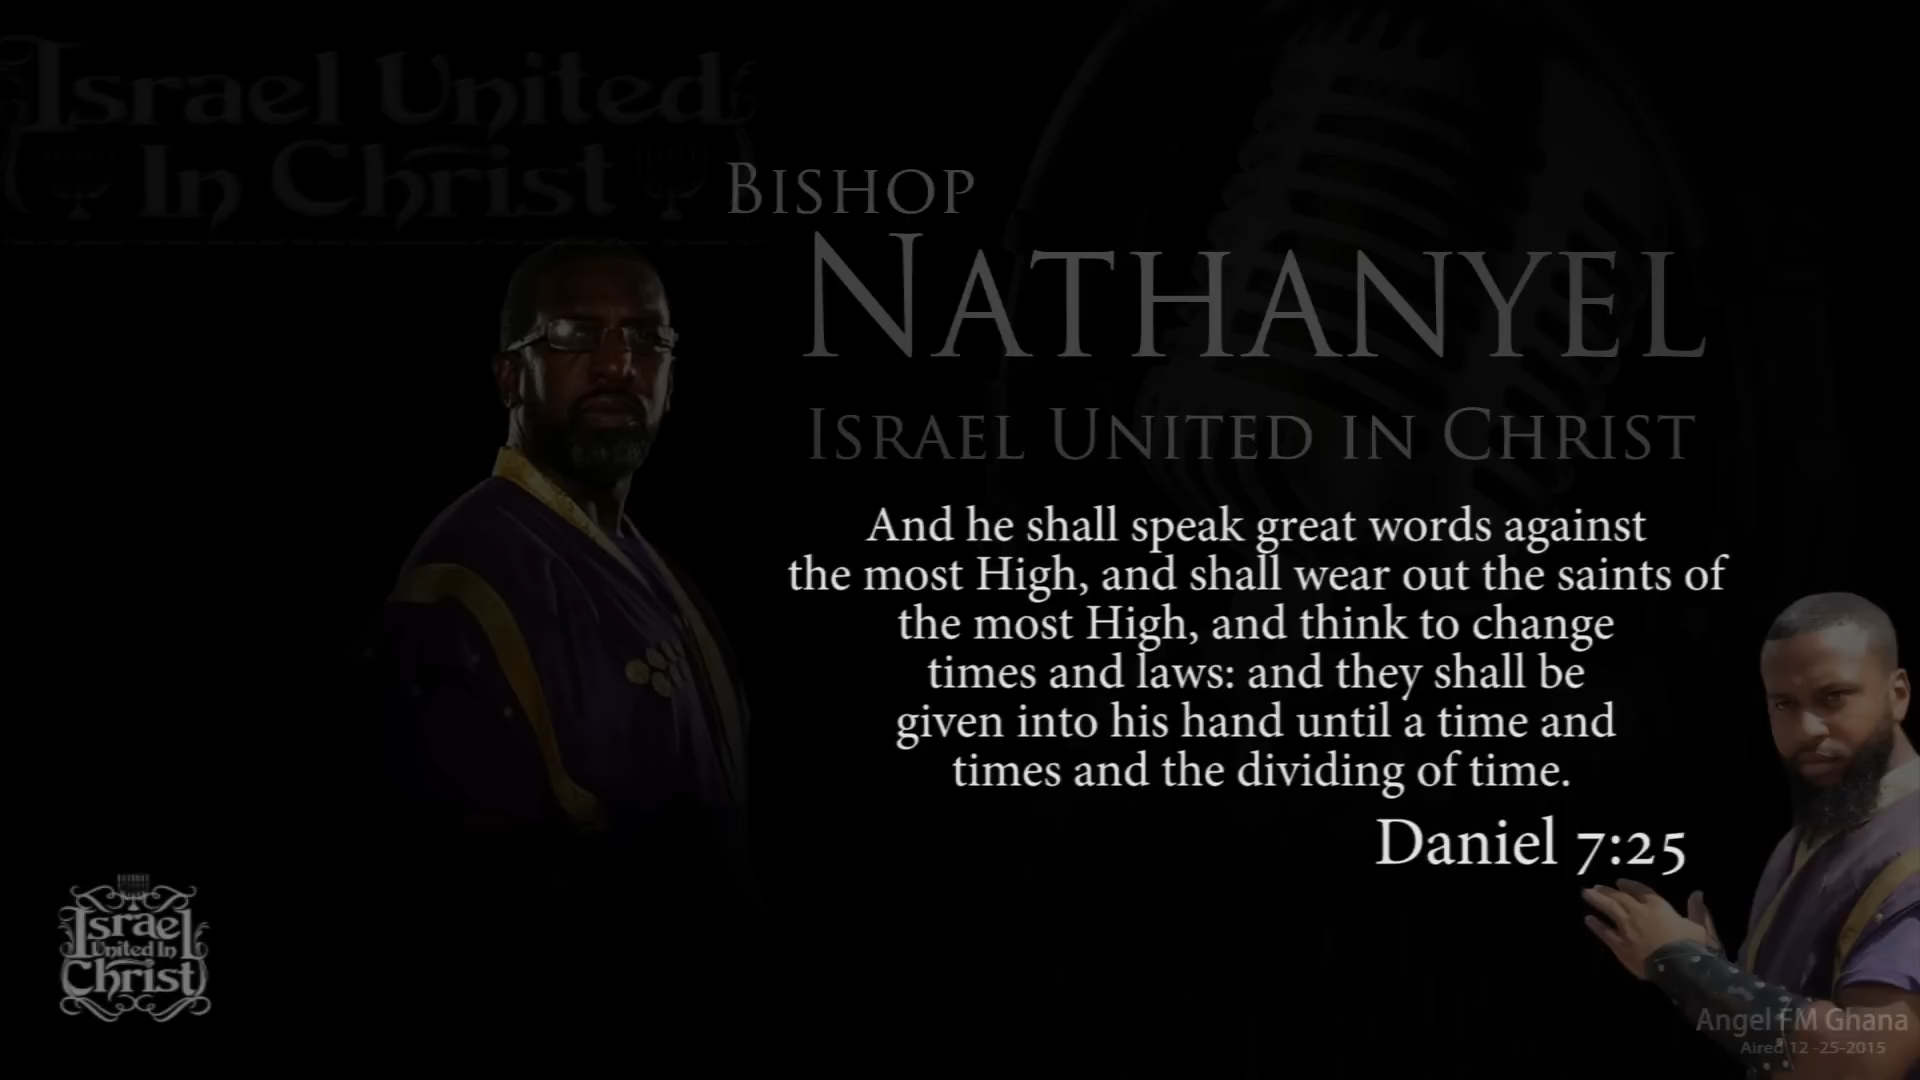 Israel United
In Christ
BISHOP
NATHANYEL
ISRAEL UNITED IN CHRIST
And he shall speak great words against
the most High, and shall wear out the saints of
the most High, and think to change
times and laws: and they shall be
given into his hand until a time and
times and the dividing of time.
Daniel 7:25
Israel
United In
Christ
Angel FM Ghana
Aired 12 -25-2015